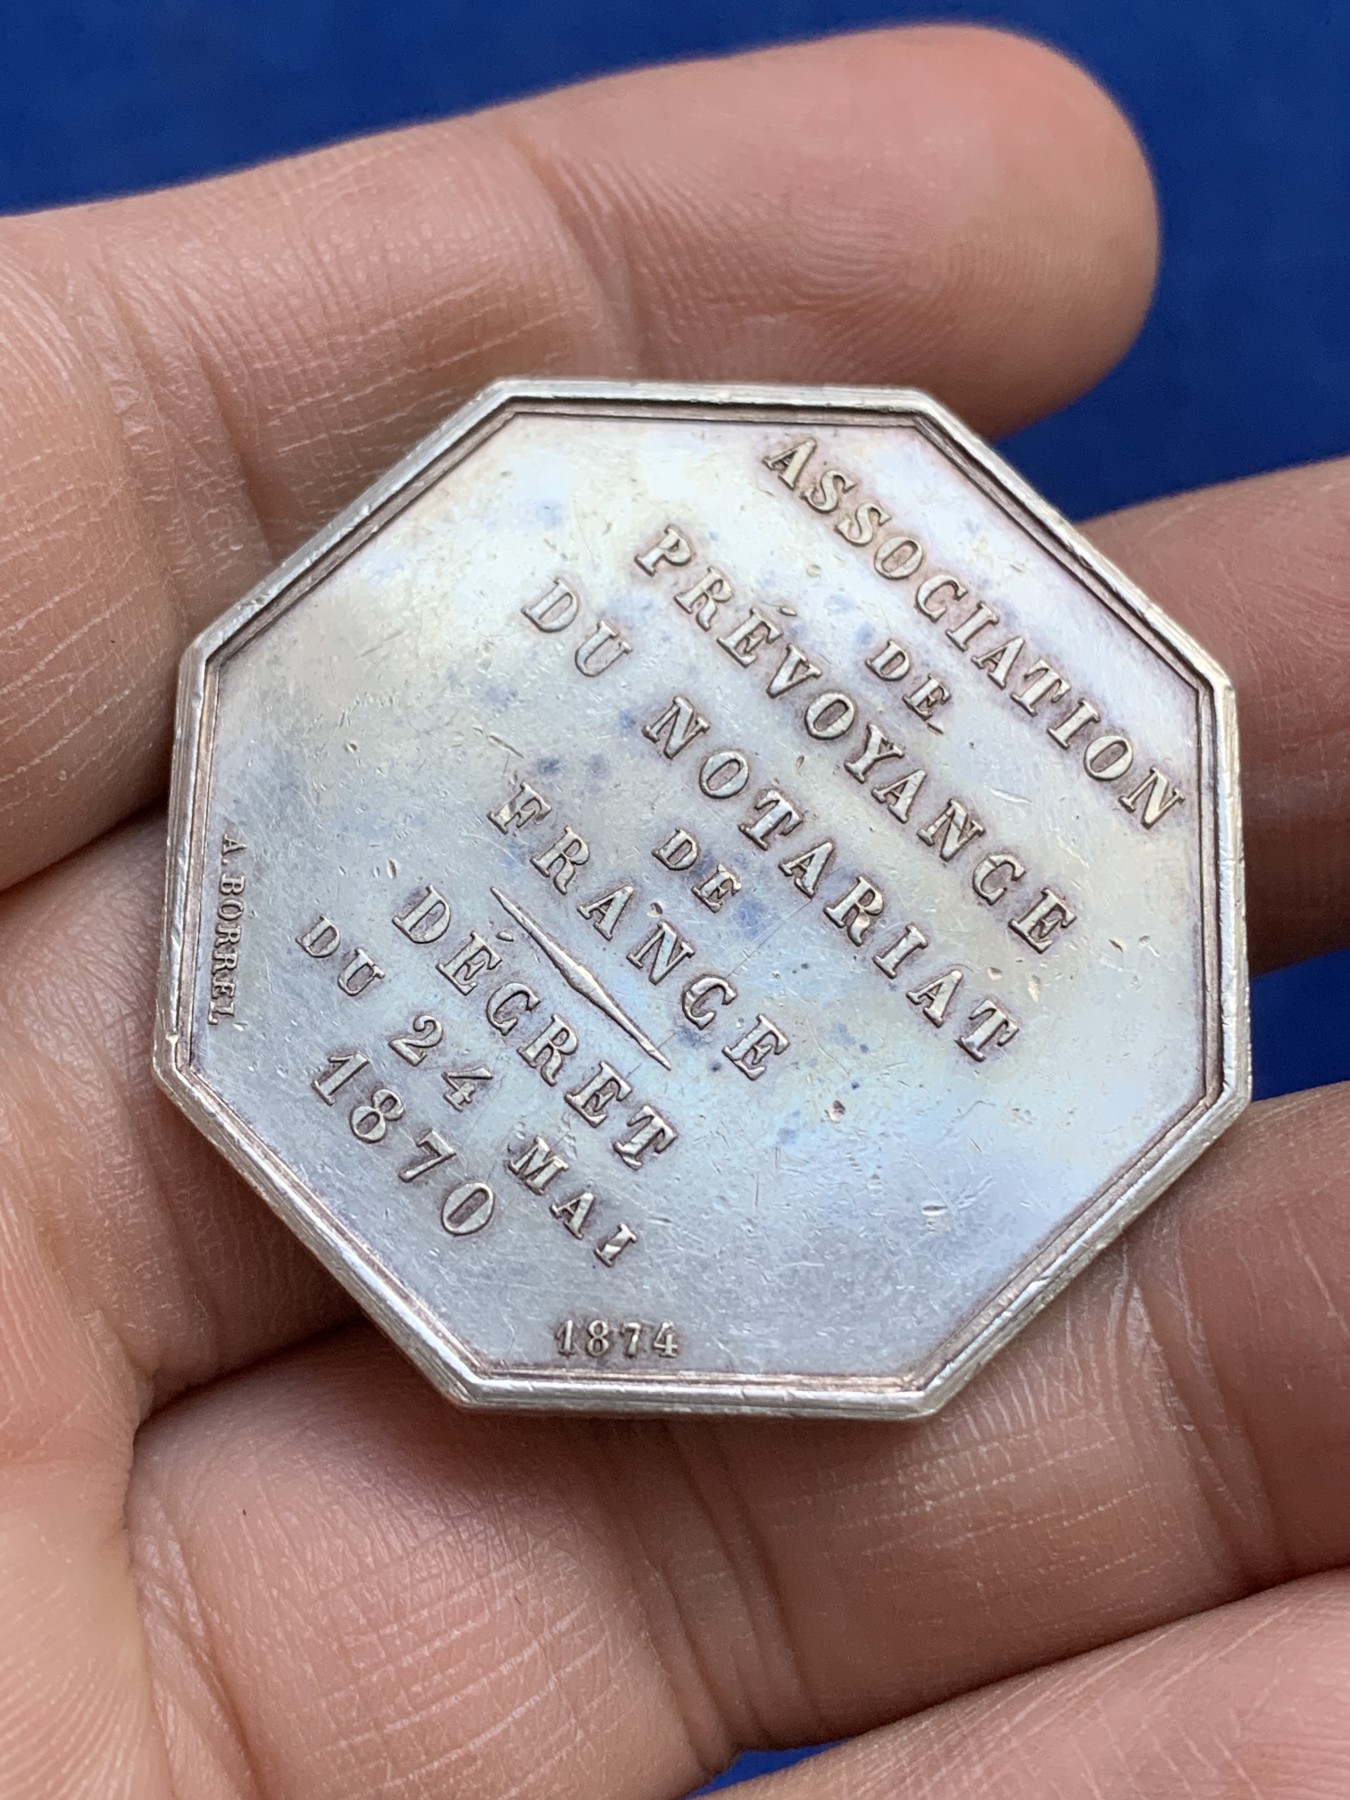 ASSOCIATION
DE
PRÉVOYANCE
DU NOTARIAT
DE
FRANCE
DÉCRET
DU 24 MAI
1870
A. BORREL
1874